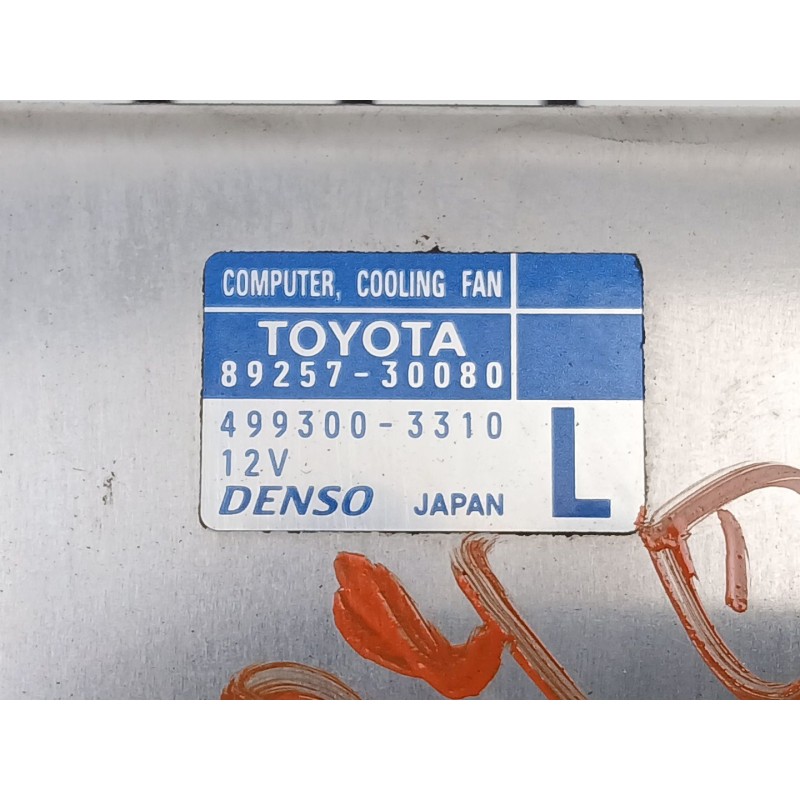 COMPUTER, COOLING FAN
TOYOTA
89257-30080
499300-3310
12V
L
DENSO JAPAN